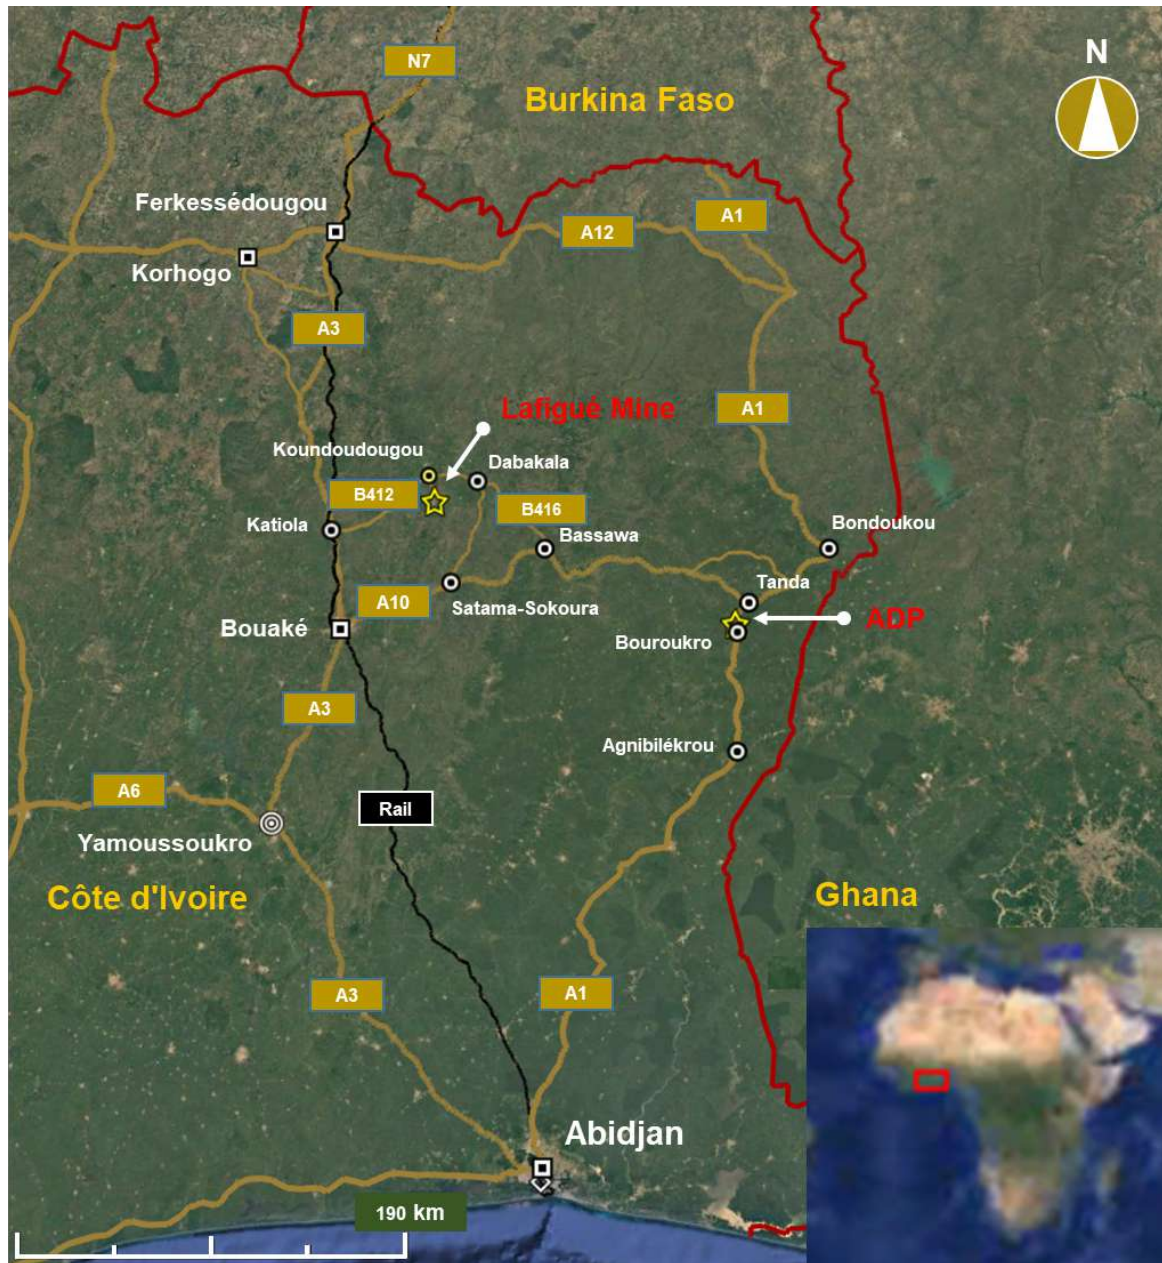 N7
N
Burkina Faso
Ferkessédougou
A1
A12
Korhogo
A3
Lafigué Mine
A1
Koundoudougou
Dabakala
B412
B416
Katiola
Bassawa
Bondoukou
Tanda
A10
Satama-Sokoura
ADP
Bouaké
Bouroukro
A3
Agnibilékrou
A6
Rail
Yamoussoukro
Côte d'Ivoire
Ghana
A3
A1
Abidjan
190 km